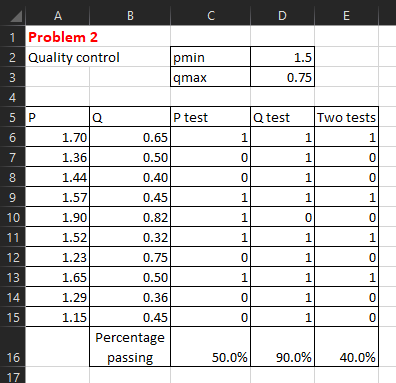 A B C D E
1 Problem 2
2 Quality control pmin 1.5
3 qmax 0.75
4
5 P Q P test Q test Two tests
6 1.70 0.65 1 1 1
7 1.36 0.50 0 1 0
8 1.44 0.40 0 1 0
9 1.57 0.45 1 1 1
10 1.90 0.82 1 0 0
11 1.52 0.32 1 1 1
12 1.23 0.75 0 1 0
13 1.65 0.50 1 1 1
14 1.29 0.36 0 1 0
15 1.15 0.45 0 1 0
Percentage
16 passing 50.0% 90.0% 40.0%
17